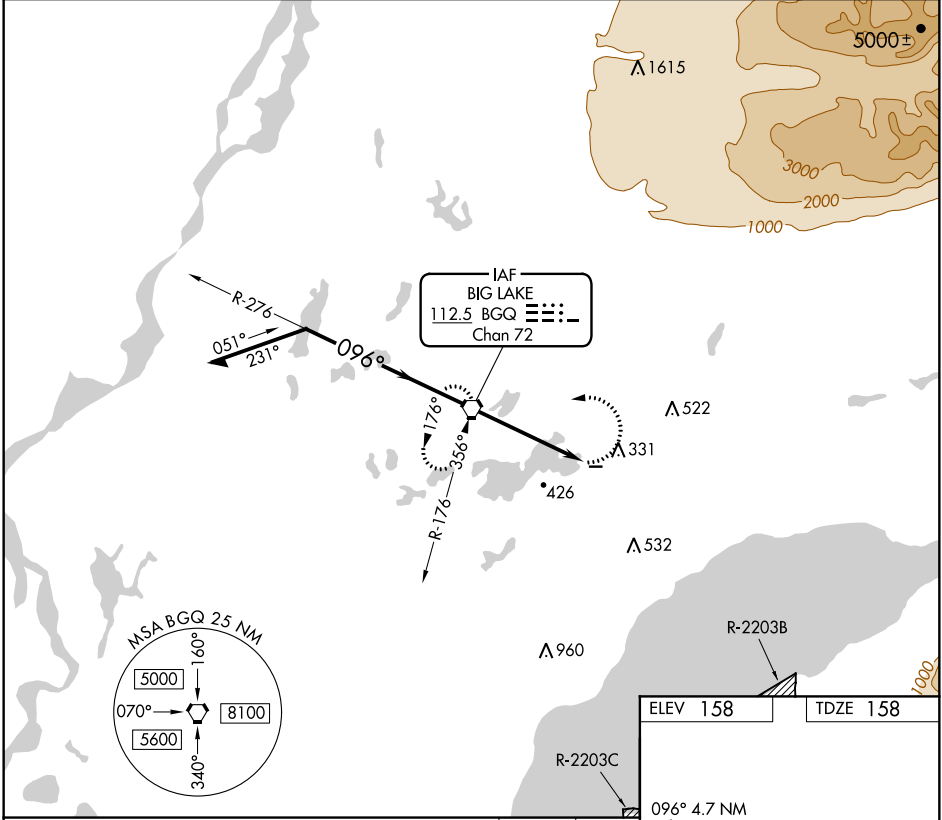 5000±
1615
3000
2000
1000
IAF
BIG LAKE
112.5 BGQ
Chan 72
R-276
051°
231°
096°
176°
356°
522
331
426
R-176
532
MSA BGQ 25 NM
160°
5000
070°
8100
5600
340°
960
R-2203B
1000
ELEV 158
TDZE 158
R-2203C
096° 4.7 NM